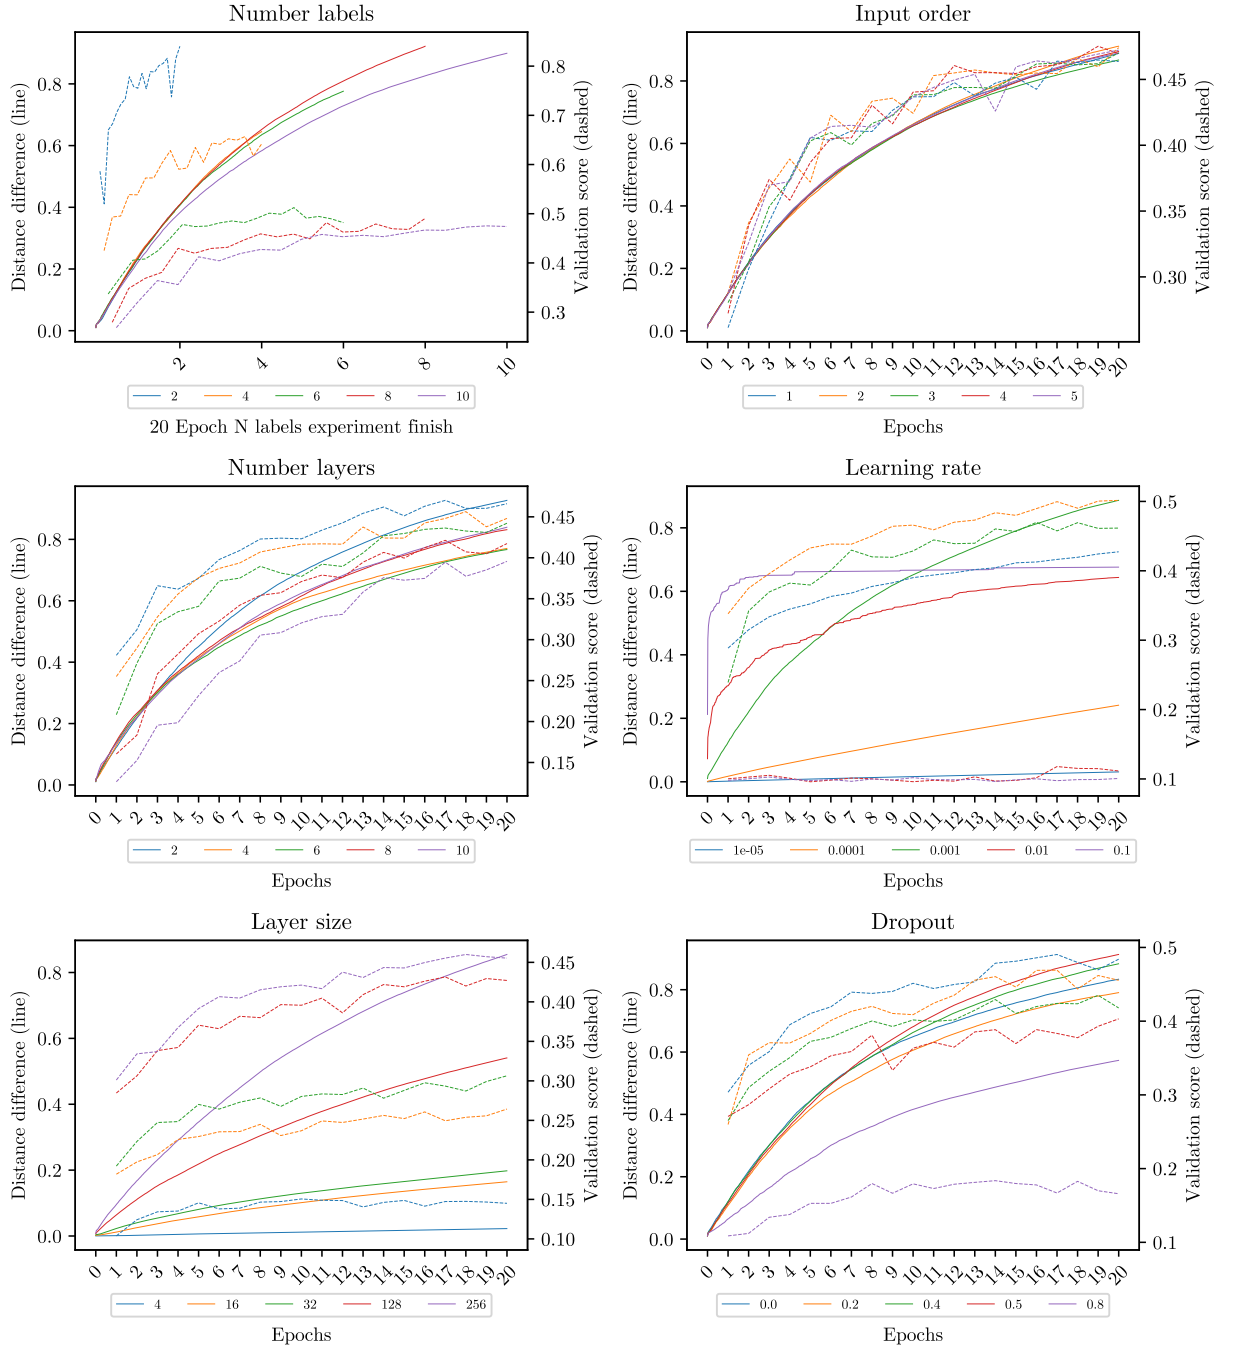 Number labels
Distance difference (line)
0.0
0.2
0.4
0.6
0.8
Validation score (dashed)
0.3
0.4
0.5
0.6
0.7
0.8
2 4 6 8 10
2 4 6 8 10
20 Epoch N labels experiment finish
Input order
Distance difference (line)
0.0
0.2
0.4
0.6
0.8
Validation score (dashed)
0.30
0.35
0.40
0.45
0 1 2 3 4 5 6 7 8 9 10 11 12 13 14 15 16 17 18 19 20
1 2 3 4 5
Epochs
Number layers
Distance difference (line)
0.0
0.2
0.4
0.6
0.8
Validation score (dashed)
0.15
0.20
0.25
0.30
0.35
0.40
0.45
0 1 2 3 4 5 6 7 8 9 10 11 12 13 14 15 16 17 18 19 20
2 4 6 8 10
Epochs
Learning rate
Distance difference (line)
0.0
0.2
0.4
0.6
0.8
Validation score (dashed)
0.1
0.2
0.3
0.4
0.5
0 1 2 3 4 5 6 7 8 9 10 11 12 13 14 15 16 17 18 19 20
1e-05 0.0001 0.001 0.01 0.1
Epochs
Layer size
Distance difference (line)
0.0
0.2
0.4
0.6
0.8
Validation score (dashed)
0.10
0.15
0.20
0.25
0.30
0.35
0.40
0.45
0 1 2 3 4 5 6 7 8 9 10 11 12 13 14 15 16 17 18 19 20
4 16 32 128 256
Epochs
Dropout
Distance difference (line)
0.0
0.2
0.4
0.6
0.8
Validation score (dashed)
0.1
0.2
0.3
0.4
0.5
0 1 2 3 4 5 6 7 8 9 10 11 12 13 14 15 16 17 18 19 20
0.0 0.2 0.4 0.5 0.8
Epochs